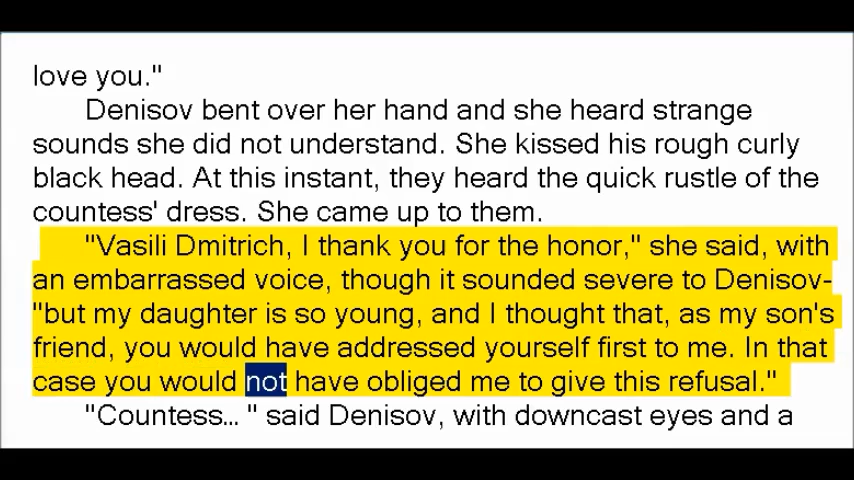 love you."
Denisov bent over her hand and she heard strange
sounds she did not understand. She kissed his rough curly
black head. At this instant, they heard the quick rustle of the
countess' dress. She came up to them.
"Vasili Dmitrich, I thank you for the honor," she said, with
an embarrassed voice, though it sounded severe to Denisov-
"but my daughter is so young, and I thought that, as my son's
friend, you would have addressed yourself first to me. In that
case you would not have obliged me to give this refusal."
"Countess... " said Denisov, with downcast eyes and a